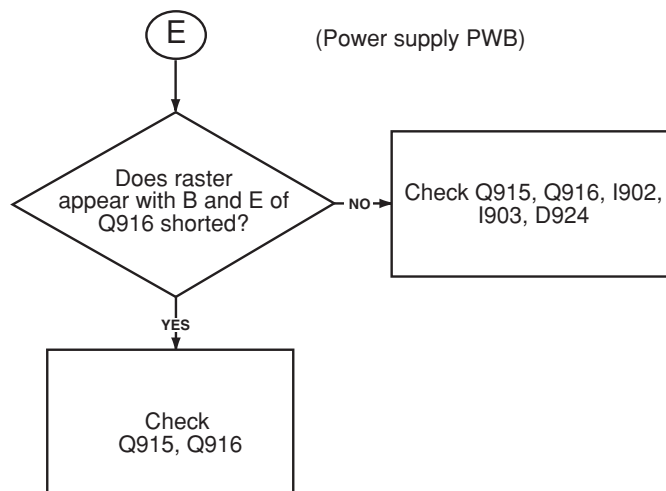 E
(Power supply PWB)
Does raster
appear with B and E of
Q916 shorted?
NO
Check Q915, Q916, I902,
I903, D924
YES
Check
Q915, Q916